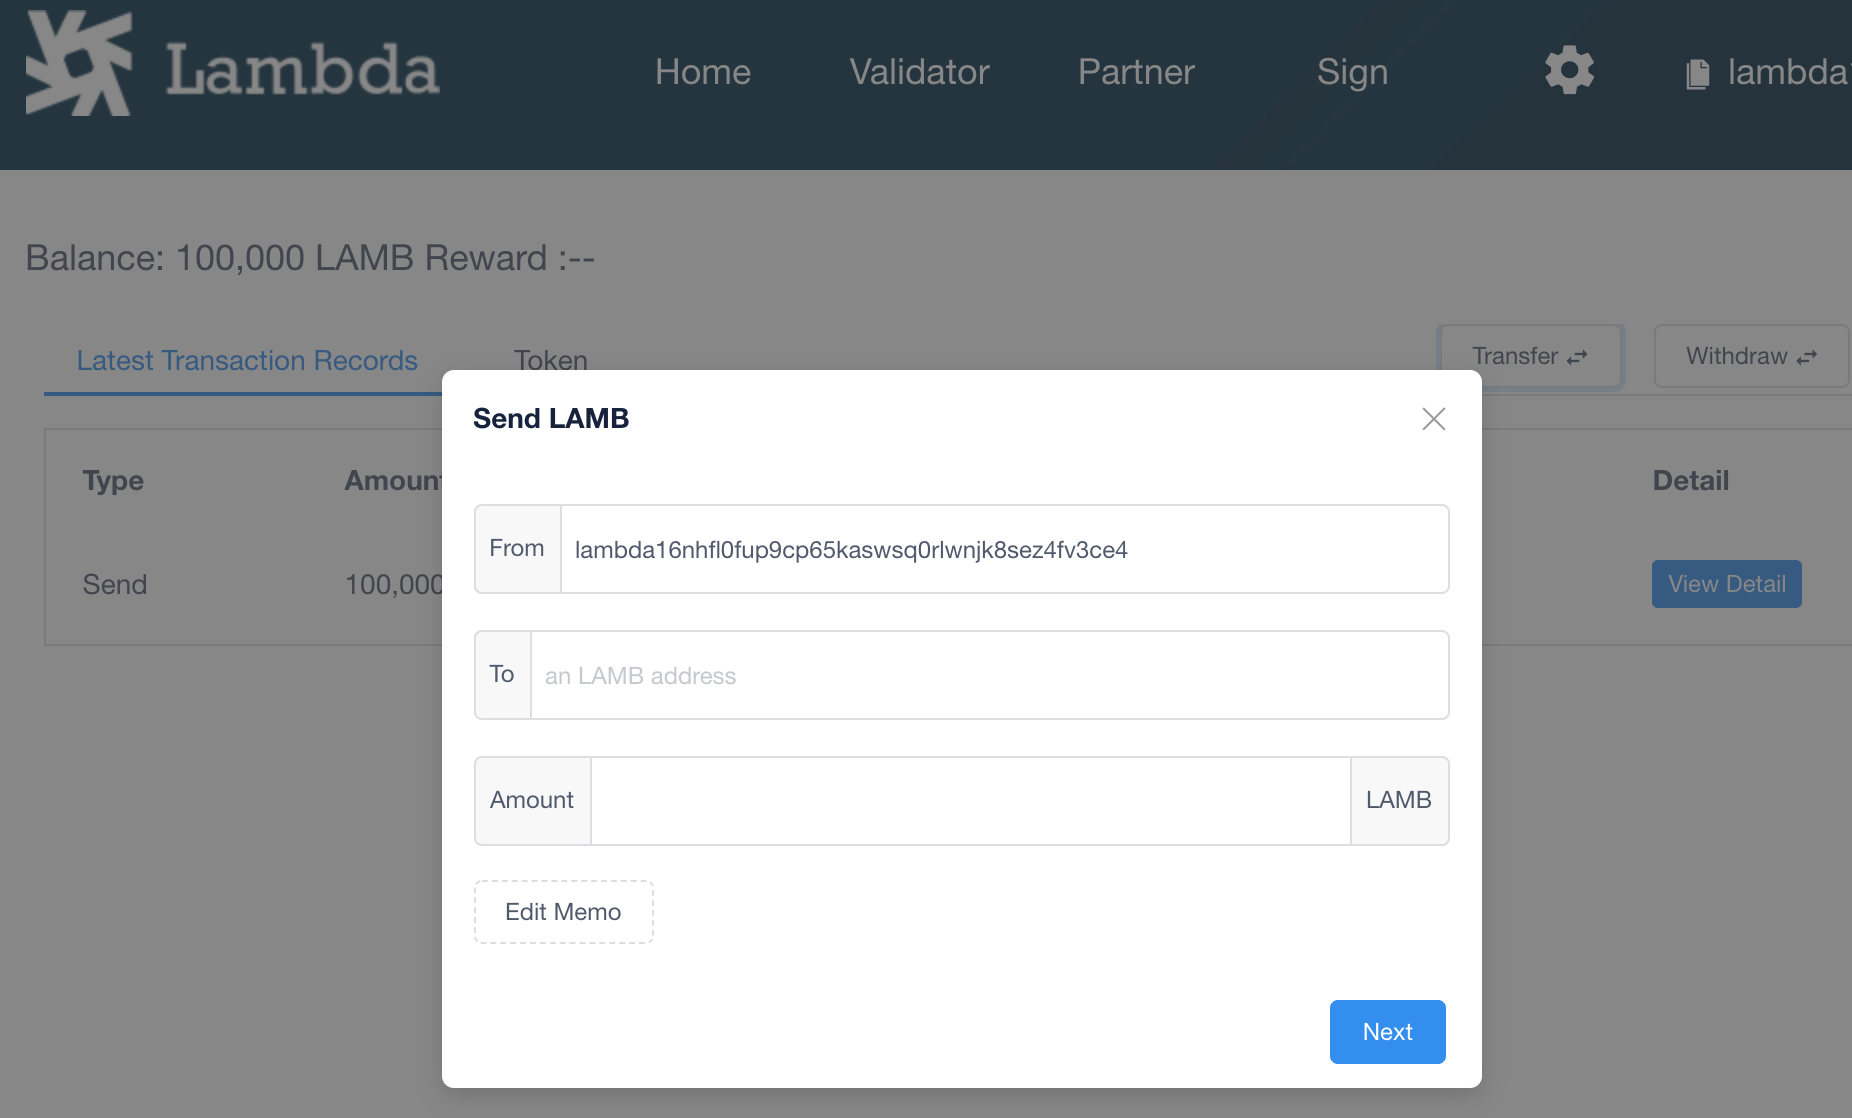 Lambda
Home Validator Partner Sign lambda
Balance: 100,000 LAMB Reward :--
Latest Transaction Records Token Transfer Withdraw
Send LAMB
Type Amount Detail
From lambda16nhfl0fup9cp65kaswsq0rlwnjk8sez4fv3ce4
Send 100,000 View Detail
To an LAMB address
Amount LAMB
Edit Memo
Next